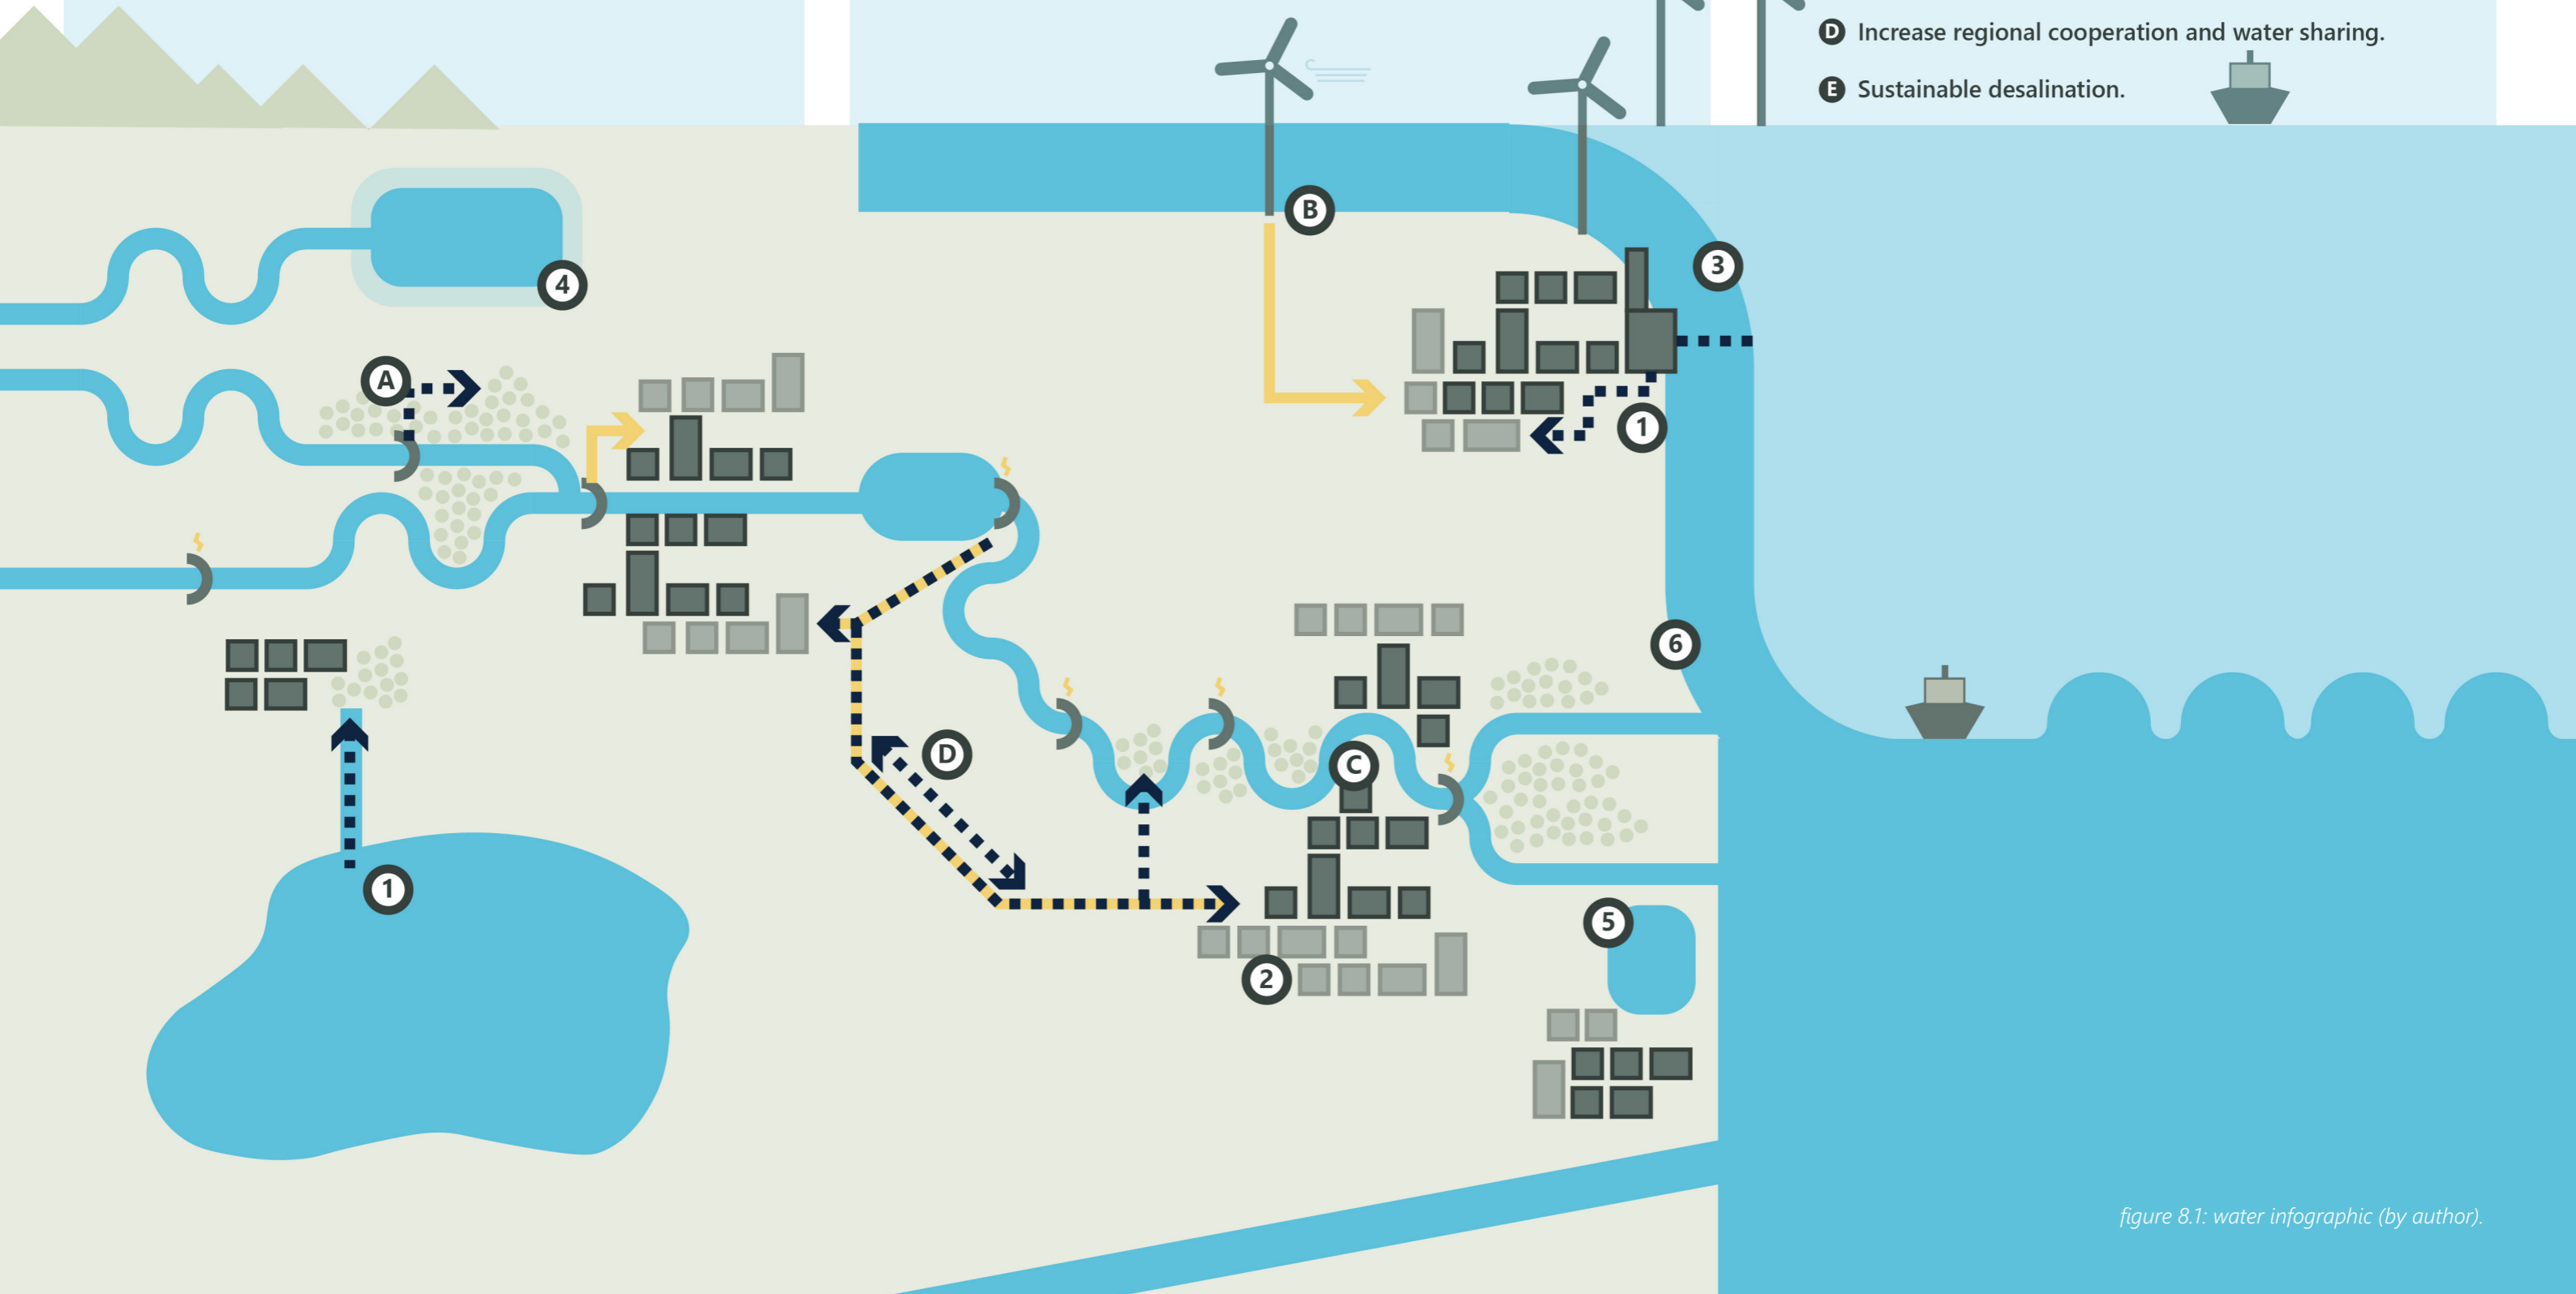 D Increase regional cooperation and water sharing.
E Sustainable desalination.
B
4
3
A
1
6
D
C
1
5
2
figure 8.1: water infographic (by author).